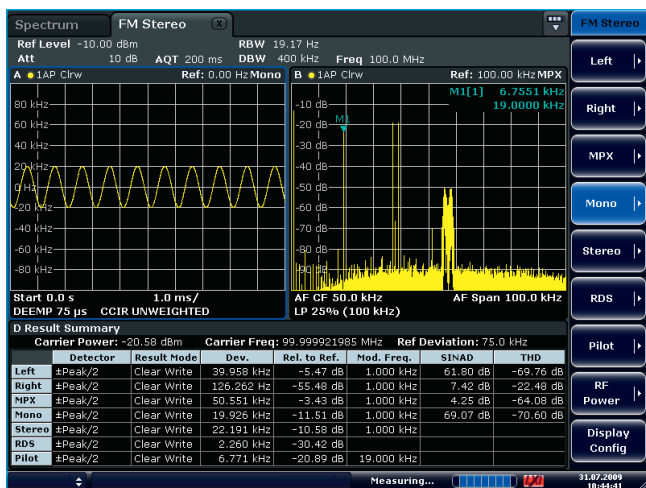 Spectrum FM Stereo FM Stereo
Ref Level -10.00 dBm RBW 19.17 Hz
Att 10 dB AQT 200 ms DBW 400 kHz Freq 100.0 MHz
A 1AP Clrw Ref: 0.00 Hz Mono B 1AP Clrw Ref: 100.00 kHz MPX
M1[1] 6.7551 kHz
19.0000 kHz
M1
80 kHz
60 kHz
40 kHz
20 kHz
0 Hz
-20 kHz
-40 kHz
-60 kHz
-80 kHz
-10 dB
-20 dB
-30 dB
-40 dB
-50 dB
-60 dB
-70 dB
-80 dB
-90 dB
Start 0.0 s 1.0 ms/ AF CF 50.0 kHz AF Span 100.0 kHz
DEEMP 75 µs CCIR UNWEIGHTED LP 25% (100 kHz)
D Result Summary
Carrier Power: -20.58 dBm Carrier Freq: 99.999921985 MHz Ref Deviation: 75.0 kHz
Detector Result Mode Dev. Rel. to Ref. Mod. Freq. SINAD THD
Left ±Peak/2 Clear Write 39.958 kHz -5.47 dB 1.000 kHz 61.80 dB -69.76 dB
Right ±Peak/2 Clear Write 126.262 Hz -55.48 dB 1.000 kHz 7.42 dB -22.48 dB
MPX ±Peak/2 Clear Write 50.551 kHz -3.43 dB 1.000 kHz 4.25 dB -64.08 dB
Mono ±Peak/2 Clear Write 19.926 kHz -11.51 dB 1.000 kHz 69.07 dB -70.60 dB
Stereo ±Peak/2 Clear Write 22.191 kHz -10.58 dB 1.000 kHz
RDS ±Peak/2 Clear Write 2.260 kHz -30.42 dB
Pilot ±Peak/2 Clear Write 6.771 kHz -20.89 dB 19.000 kHz
Measuring...
31.07.2009
10:44:41
Left
Right
MPX
Mono
Stereo
RDS
Pilot
RF
Power
Display
Config